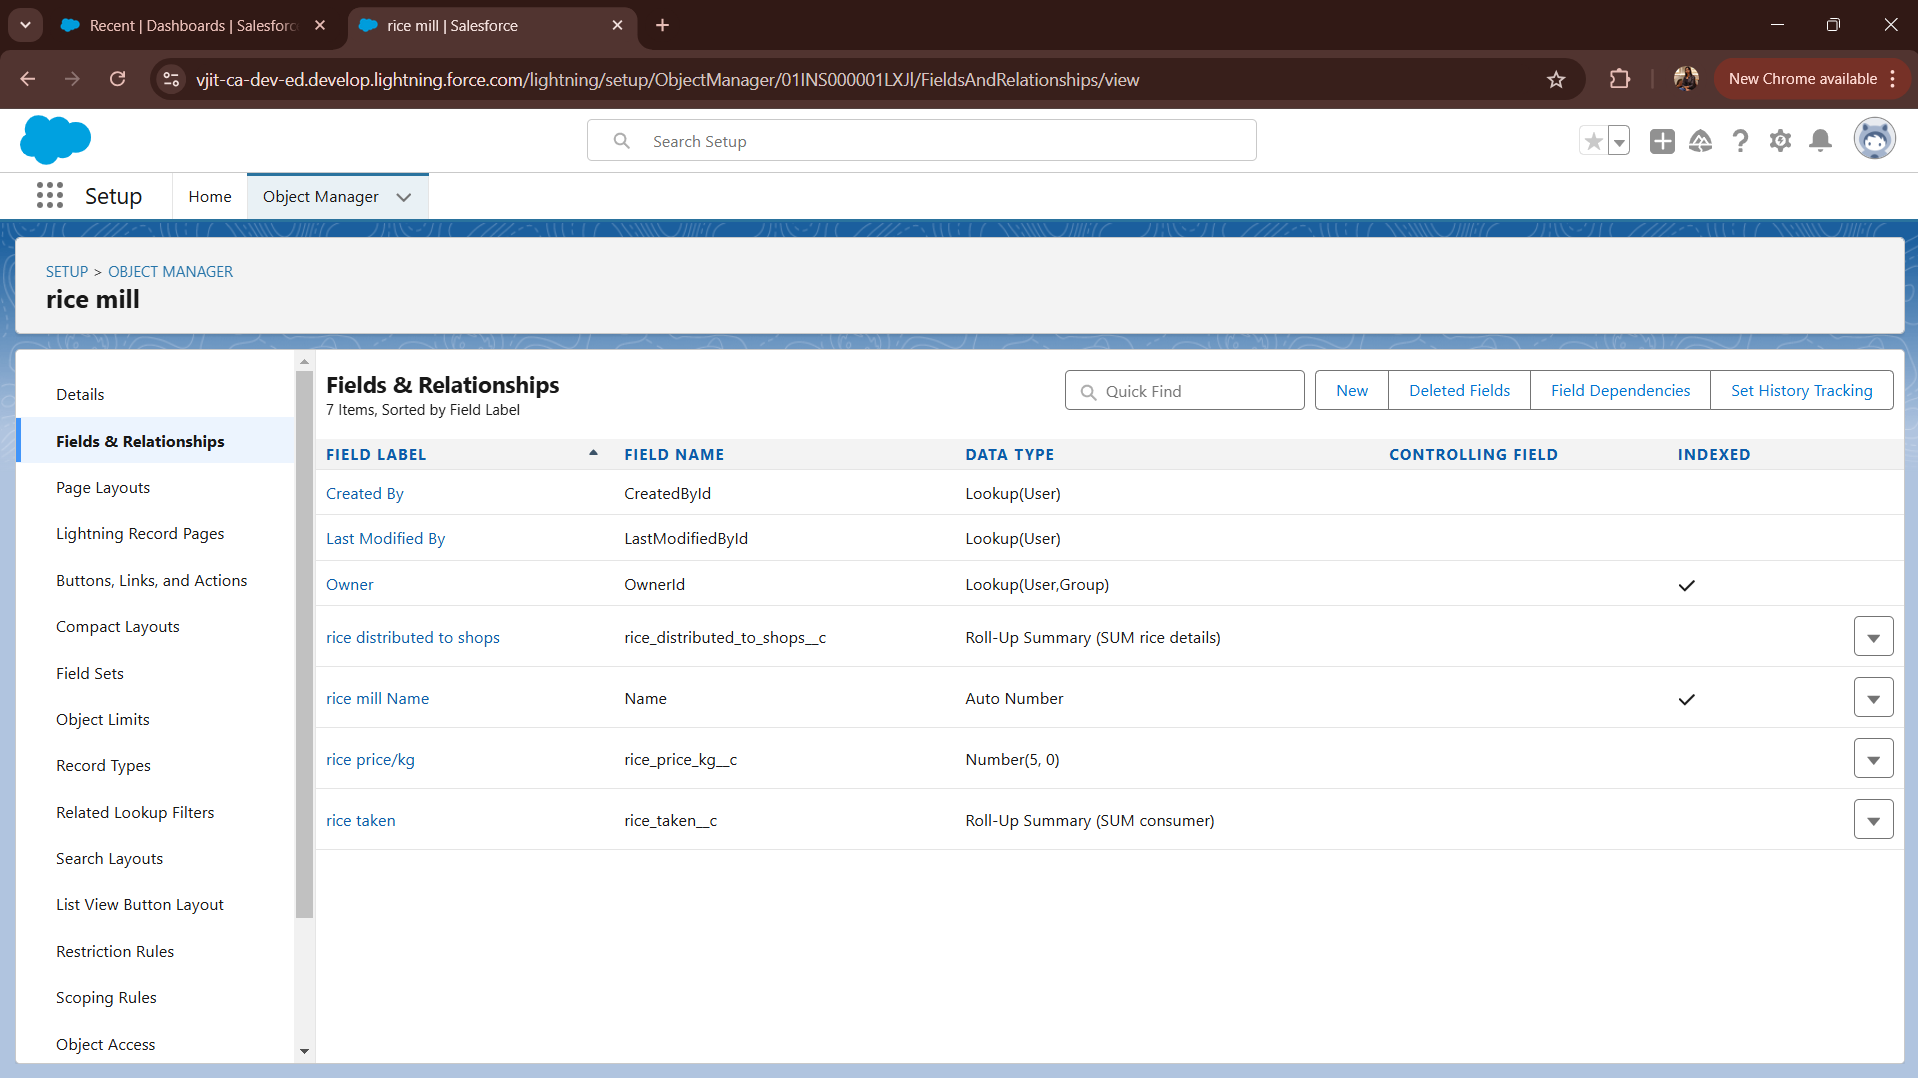 Recent | Dashboards | Salesforc
rice mill | Salesforce
vjit-ca-dev-ed.develop.lightning.force.com/lightning/setup/ObjectManager/01INS000001LXJl/FieldsAndRelationships/view
New Chrome available
Search Setup
Setup
Home
Object Manager
SETUP > OBJECT MANAGER
rice mill
Details
Fields & Relationships
Page Layouts
Lightning Record Pages
Buttons, Links, and Actions
Compact Layouts
Field Sets
Object Limits
Record Types
Related Lookup Filters
Search Layouts
List View Button Layout
Restriction Rules
Scoping Rules
Object Access
Fields & Relationships
7 Items, Sorted by Field Label
Quick Find
New
Deleted Fields
Field Dependencies
Set History Tracking
FIELD LABEL FIELD NAME DATA TYPE CONTROLLING FIELD INDEXED
Created By CreatedById Lookup(User)
Last Modified By LastModifiedById Lookup(User)
Owner OwnerId Lookup(User,Group)
rice distributed to shops rice_distributed_to_shops__c Roll-Up Summary (SUM rice details)
rice mill Name Name Auto Number
rice price/kg rice_price_kg__c Number(5, 0)
rice taken rice_taken__c Roll-Up Summary (SUM consumer)